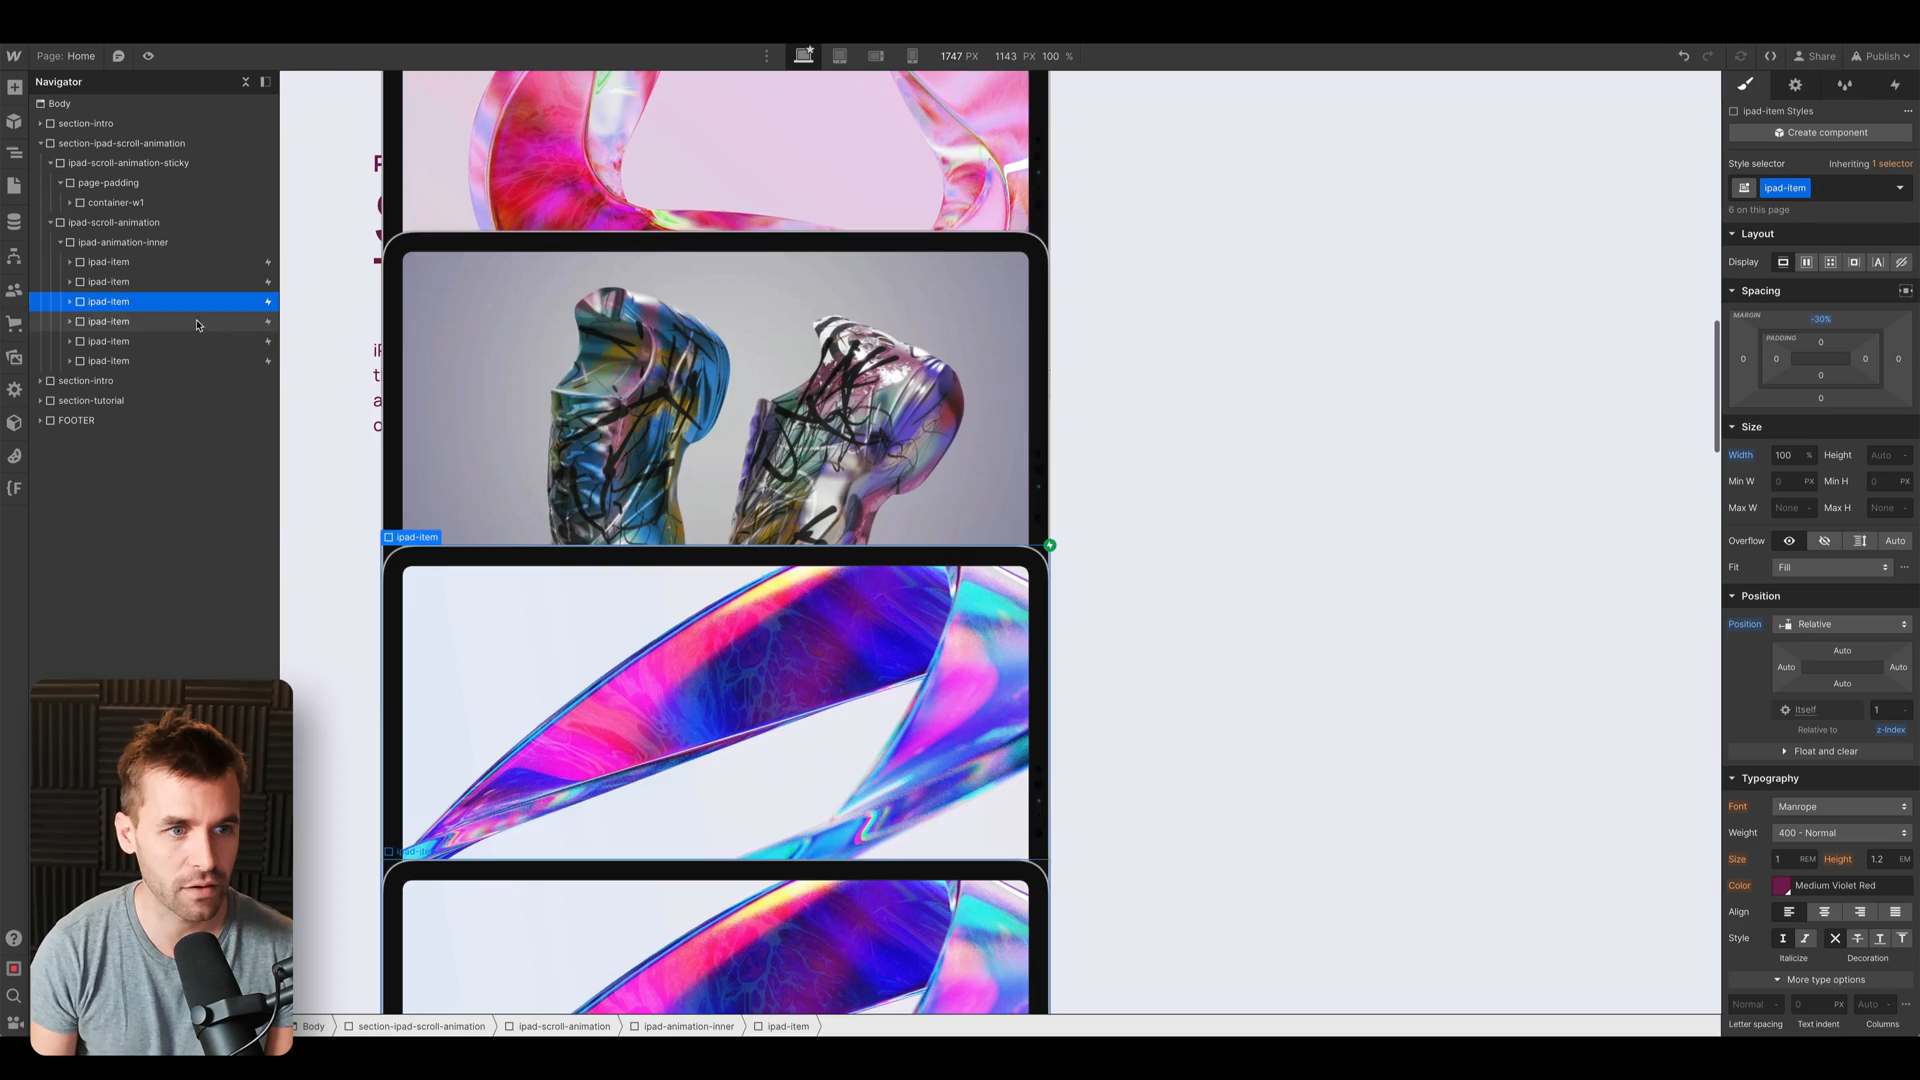 Page: Home
1747 PX 1143 PX 100 %
Share
Publish
Navigator
Body
section-intro
section-ipad-scroll-animation
ipad-scroll-animation-sticky
page-padding
container-w1
ipad-scroll-animation
ipad-animation-inner
ipad-item
ipad-item
ipad-item
ipad-item
ipad-item
ipad-item
section-intro
section-tutorial
FOOTER
ipad-item
Body
section-ipad-scroll-animation
ipad-scroll-animation
ipad-animation-inner
ipad-item
ipad-item Styles
Create component
Style selector Inheriting 1 selector
ipad-item
6 on this page
Layout
Display
Spacing
MARGIN
-30%
PADDING
0
0 0 0 0
0
0
Size
Width 100 % Height Auto -
Min W 0 PX Min H 0 PX
Max W None - Max H None -
Overflow Auto
Fit Fill
Position
Position Relative
Auto
Auto Auto
Auto
Itself 1 -
Relative to z-Index
Float and clear
Typography
Font Manrope
Weight 400 - Normal
Size 1 REM Height 1.2 EM
Color Medium Violet Red
Align
Style
Italicize Decoration
More type options
Normal - 0 PX Auto -
Letter spacing Text indent Columns